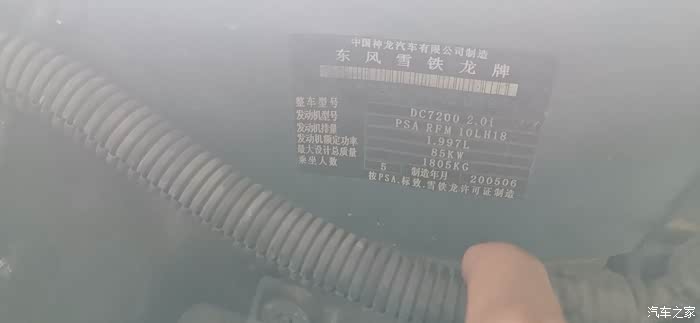 中国神龙汽车有限公司制造
东风雪铁龙牌
整车型号 DC7200 2.0i
发动机型号 PSA RFM 10LH18
发动机排量 1.997L
发动机额定功率 85KW
最大设计总质量 1805KG
乘坐人数 5 制造年月 200506
按PSA.标致.雪铁龙许可证制造
汽车之家